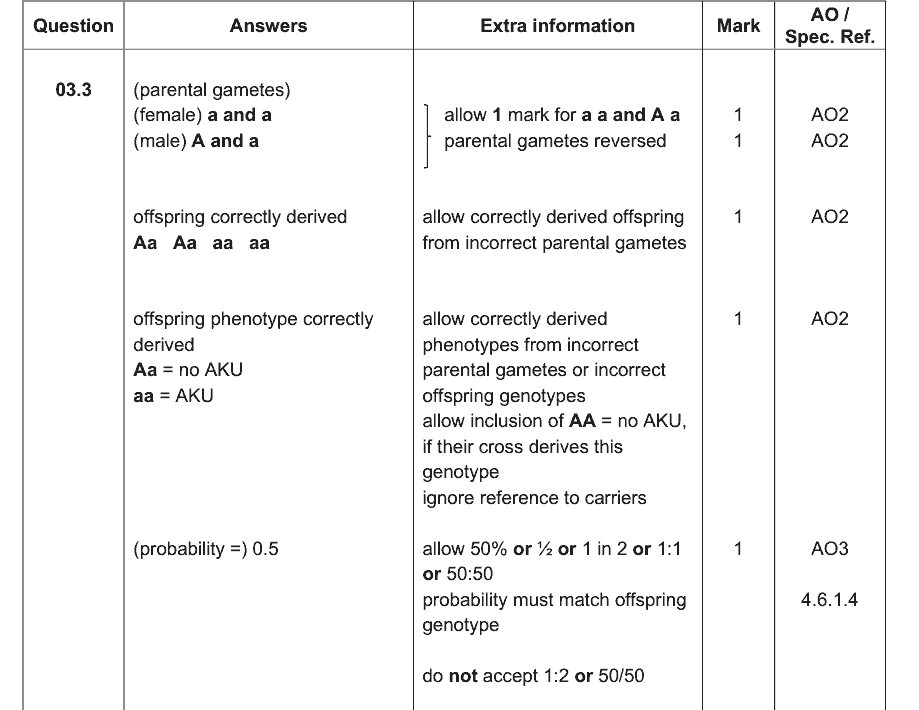 Question Answers Extra information Mark AO / Spec. Ref.
03.3 (parental gametes)
(female) a and a allow 1 mark for a a and A a 1 AO2
(male) A and a parental gametes reversed 1 AO2
offspring correctly derived allow correctly derived offspring 1 AO2
Aa Aa aa aa from incorrect parental gametes
offspring phenotype correctly allow correctly derived 1 AO2
derived phenotypes from incorrect
Aa = no AKU parental gametes or incorrect
aa = AKU offspring genotypes
allow inclusion of AA = no AKU,
if their cross derives this
genotype
ignore reference to carriers
(probability =) 0.5 allow 50% or ½ or 1 in 2 or 1:1 1 AO3
or 50:50
probability must match offspring 4.6.1.4
genotype
do not accept 1:2 or 50/50